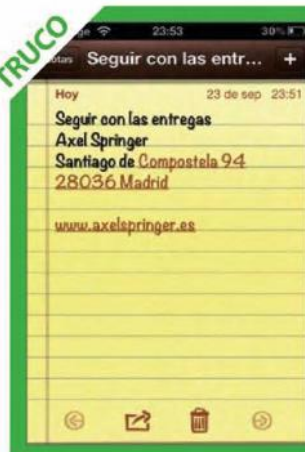 TRUCO
23:53
30%
Notas
Seguir con las entr...
+
Hoy
23 de sep 23:51
Seguir con las entregas
Axel Springer
Santiago de Compostela 94
28036 Madrid
www.axelspringer.es